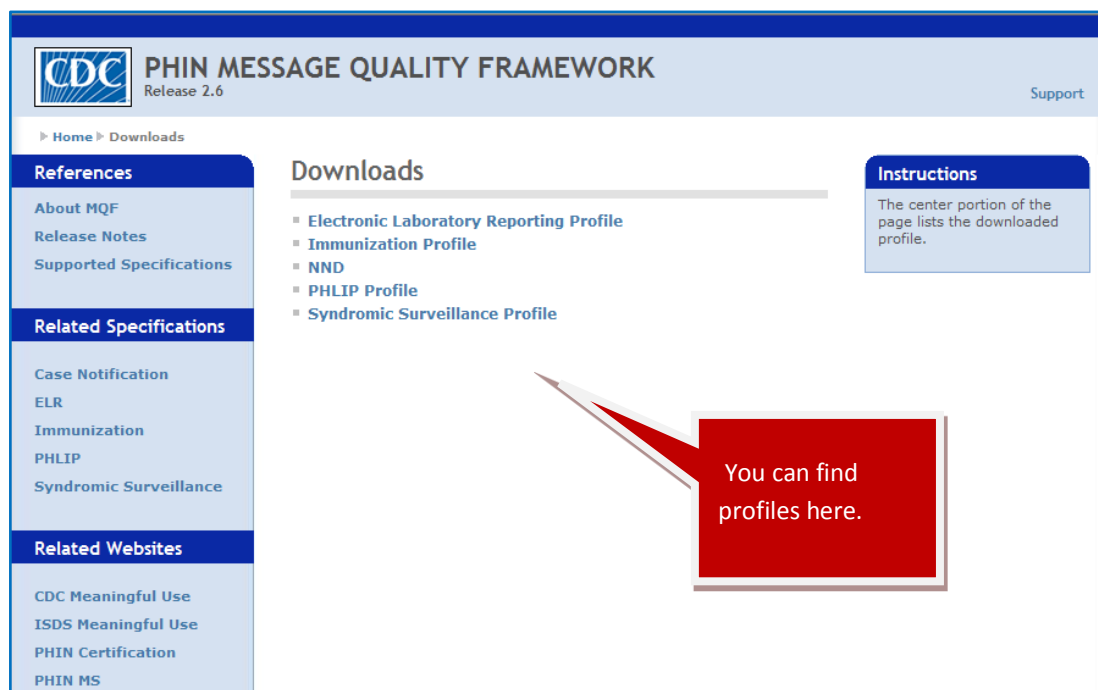 CDC
PHIN MESSAGE QUALITY FRAMEWORK
Release 2.6
Support
Home Downloads
References
About MQF
Release Notes
Supported Specifications
Related Specifications
Case Notification
ELR
Immunization
PHLIP
Syndromic Surveillance
Related Websites
CDC Meaningful Use
ISDS Meaningful Use
PHIN Certification
PHIN MS
Downloads
Electronic Laboratory Reporting Profile
Immunization Profile
NND
PHLIP Profile
Syndromic Surveillance Profile
You can find
profiles here.
Instructions
The center portion of the
page lists the downloaded
profile.